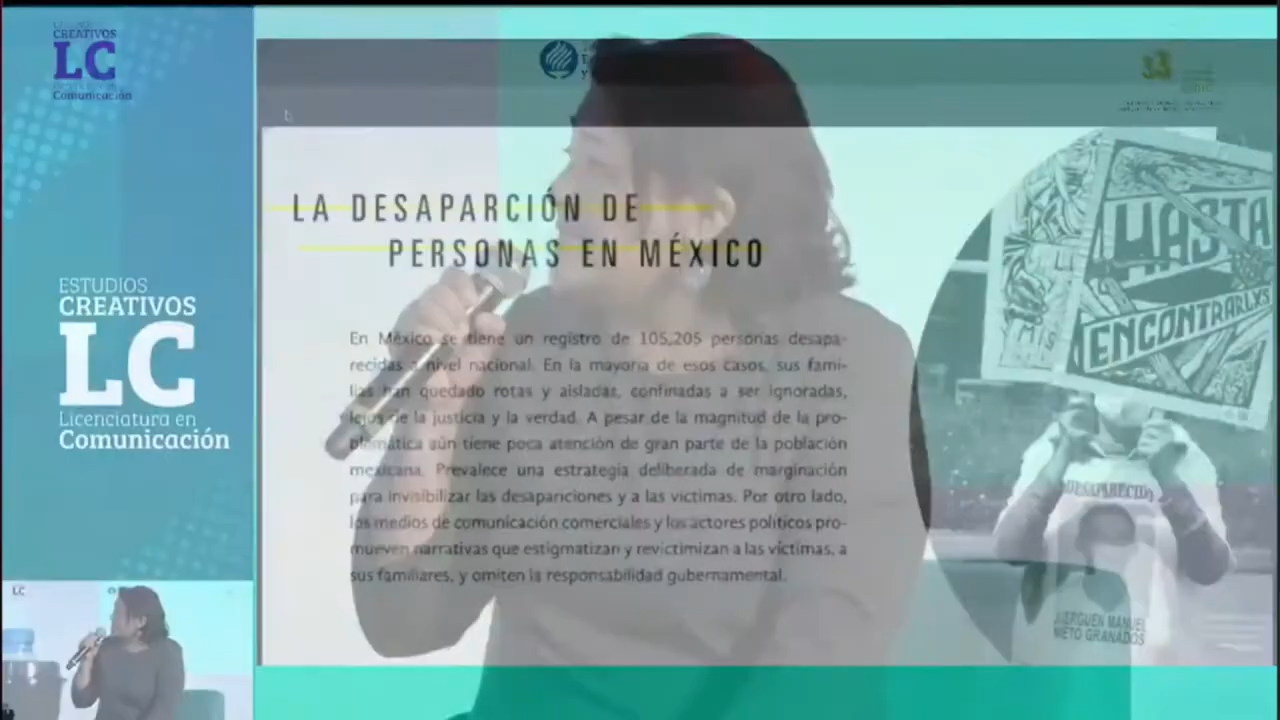 CREATIVOS
LC
Comunicación
ESTUDIOS
CREATIVOS
LC
Licenciatura en
Comunicación
LC
LA DESAPARCIÓN DE
PERSONAS EN MÉXICO
En México se tiene un registro de 105,205 personas desapa-
recidas a nivel nacional. En la mayoría de esos casos, sus fami-
lias han quedado rotas y aisladas, confinadas a ser ignoradas,
lejos de la justicia y la verdad. A pesar de la magnitud de la pro-
blemática aún tiene poca atención de gran parte de la población
mexicana. Prevalece una estrategia deliberada de marginación
para invisibilizar las desapariciones y a las víctimas. Por otro lado,
los medios de comunicación comerciales y los actores políticos pro-
mueven narrativas que estigmatizan y revictimizan a las víctimas, a
sus familiares, y omiten la responsabilidad gubernamental.
HASTA
ENCONTRARLXS
DESAPARECIDO
JUERGUEN MANUEL
NIETO GRANADOS